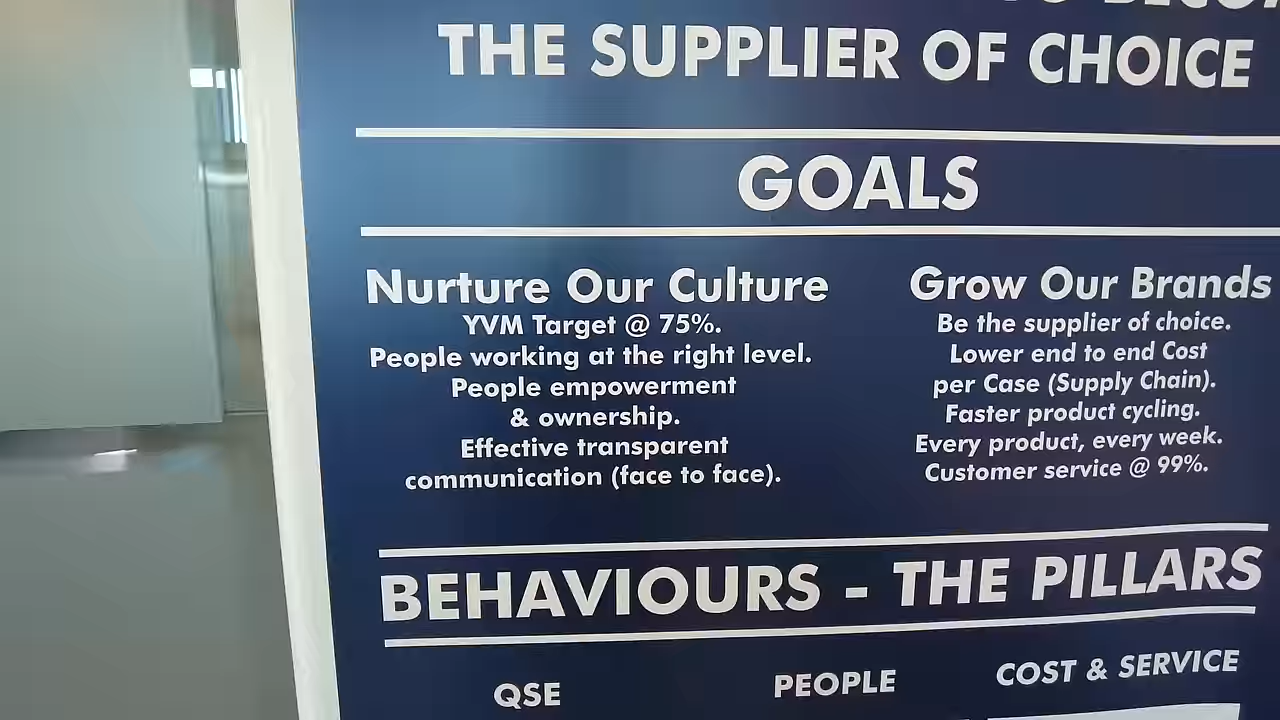 THE SUPPLIER OF CHOICE
GOALS
Nurture Our Culture
YVM Target @ 75%.
People working at the right level.
People empowerment
& ownership.
Effective transparent
communication (face to face).
Grow Our Brands
Be the supplier of choice.
Lower end to end Cost
per Case (Supply Chain).
Faster product cycling.
Every product, every week.
Customer service @ 99%.
BEHAVIOURS - THE PILLARS
QSE
PEOPLE
COST & SERVICE